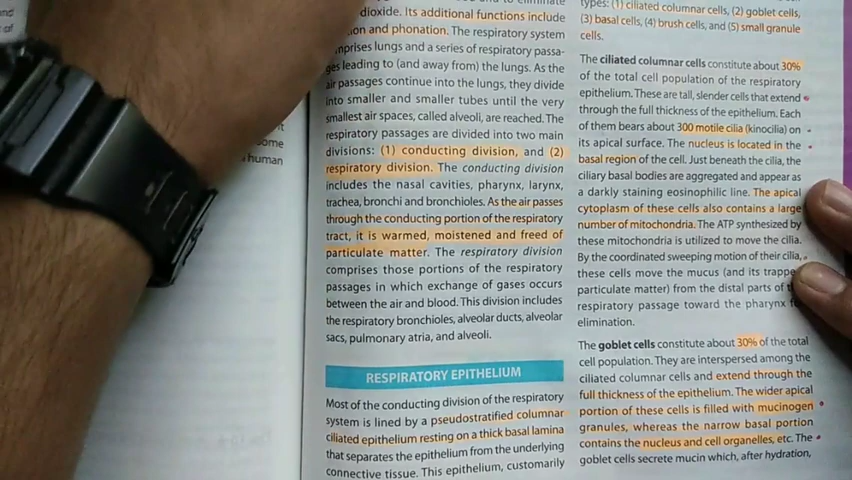 nd
of
ome
human
and to eliminate
dioxide. Its additional functions include
and phonation. The respiratory system
mprises lungs and a series of respiratory passa-
ges leading to (and away from) the lungs. As the
air passages continue into the lungs, they divide
into smaller and smaller tubes until the very
smallest air spaces, called alveoli, are reached. The
respiratory passages are divided into two main
divisions: (1) conducting division, and (2)
respiratory division. The conducting division
includes the nasal cavities, pharynx, larynx,
trachea, bronchi and bronchioles. As the air passes
through the conducting portion of the respiratory
tract, it is warmed, moistened and freed of
particulate matter. The respiratory division
comprises those portions of the respiratory
passages in which exchange of gases occurs
between the air and blood. This division includes
the respiratory bronchioles, alveolar ducts, alveolar
sacs, pulmonary atria, and alveoli.
RESPIRATORY EPITHELIUM
Most of the conducting division of the respiratory
system is lined by a pseudostratified columnar
ciliated epithelium resting on a thick basal lamina
that separates the epithelium from the underlying
connective tissue. This epithelium, customarily
types: (1) ciliated columnar cells, (2) goblet cells,
(3) basal cells, (4) brush cells, and (5) small granule
cells.
The ciliated columnar cells constitute about 30%
of the total cell population of the respiratory
epithelium. These are tall, slender cells that extend
through the full thickness of the epithelium. Each
of them bears about 300 motile cilia (kinocilia) on
its apical surface. The nucleus is located in the
basal region of the cell. Just beneath the cilia, the
ciliary basal bodies are aggregated and appear as
a darkly staining eosinophilic line. The apical
cytoplasm of these cells also contains a large
number of mitochondria. The ATP synthesized by
these mitochondria is utilized to move the cilia.
By the coordinated sweeping motion of their cilia,
these cells move the mucus (and its trappe
particulate matter) from the distal parts of
respiratory passage toward the pharynx
elimination.
The goblet cells constitute about 30% of the total
cell population. They are interspersed among the
ciliated columnar cells and extend through the
full thickness of the epithelium. The wider apical
portion of these cells is filled with mucinogen
granules, whereas the narrow basal portion
contains the nucleus and cell organelles, etc. The
goblet cells secrete mucin which, after hydration,